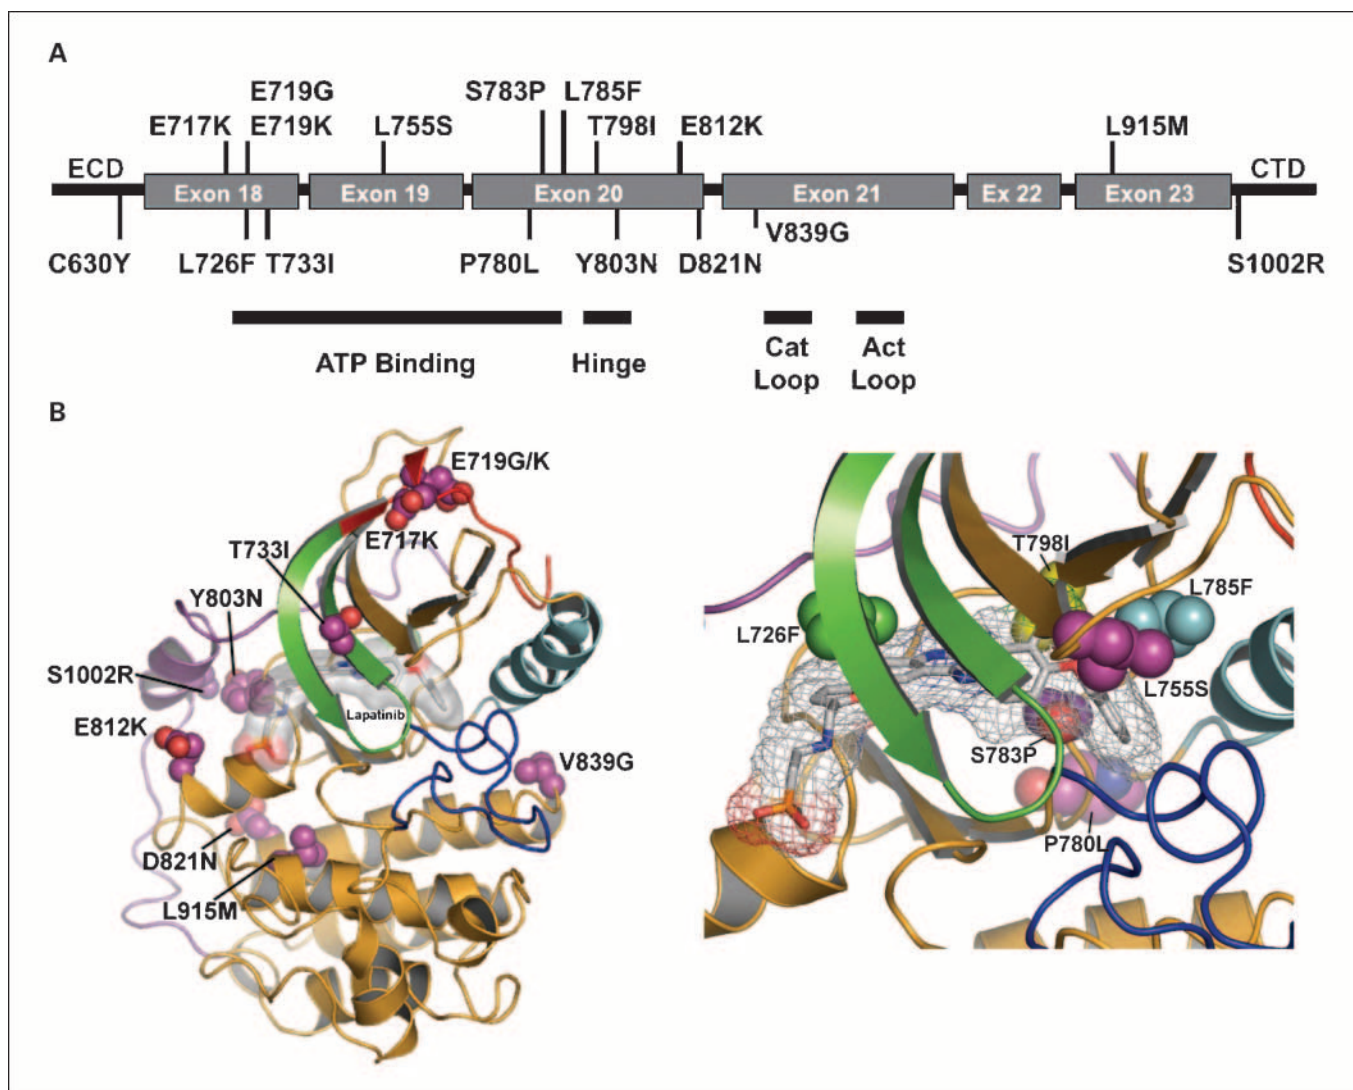 A
E719G
S783P
L785F
E717K
E719K
L755S
T798I
E812K
L915M
ECD
CTD
Exon 18
Exon 19
Exon 20
Exon 21
Ex 22
Exon 23
V839G
C630Y
L726F
T733I
P780L
Y803N
D821N
S1002R
ATP Binding
Hinge
Cat
Loop
Act
Loop
B
E719G/K
E717K
T733I
Y803N
S1002R
E812K
Lapatinib
V839G
D821N
L915M
T798I
L785F
L726F
L755S
S783P
P780L